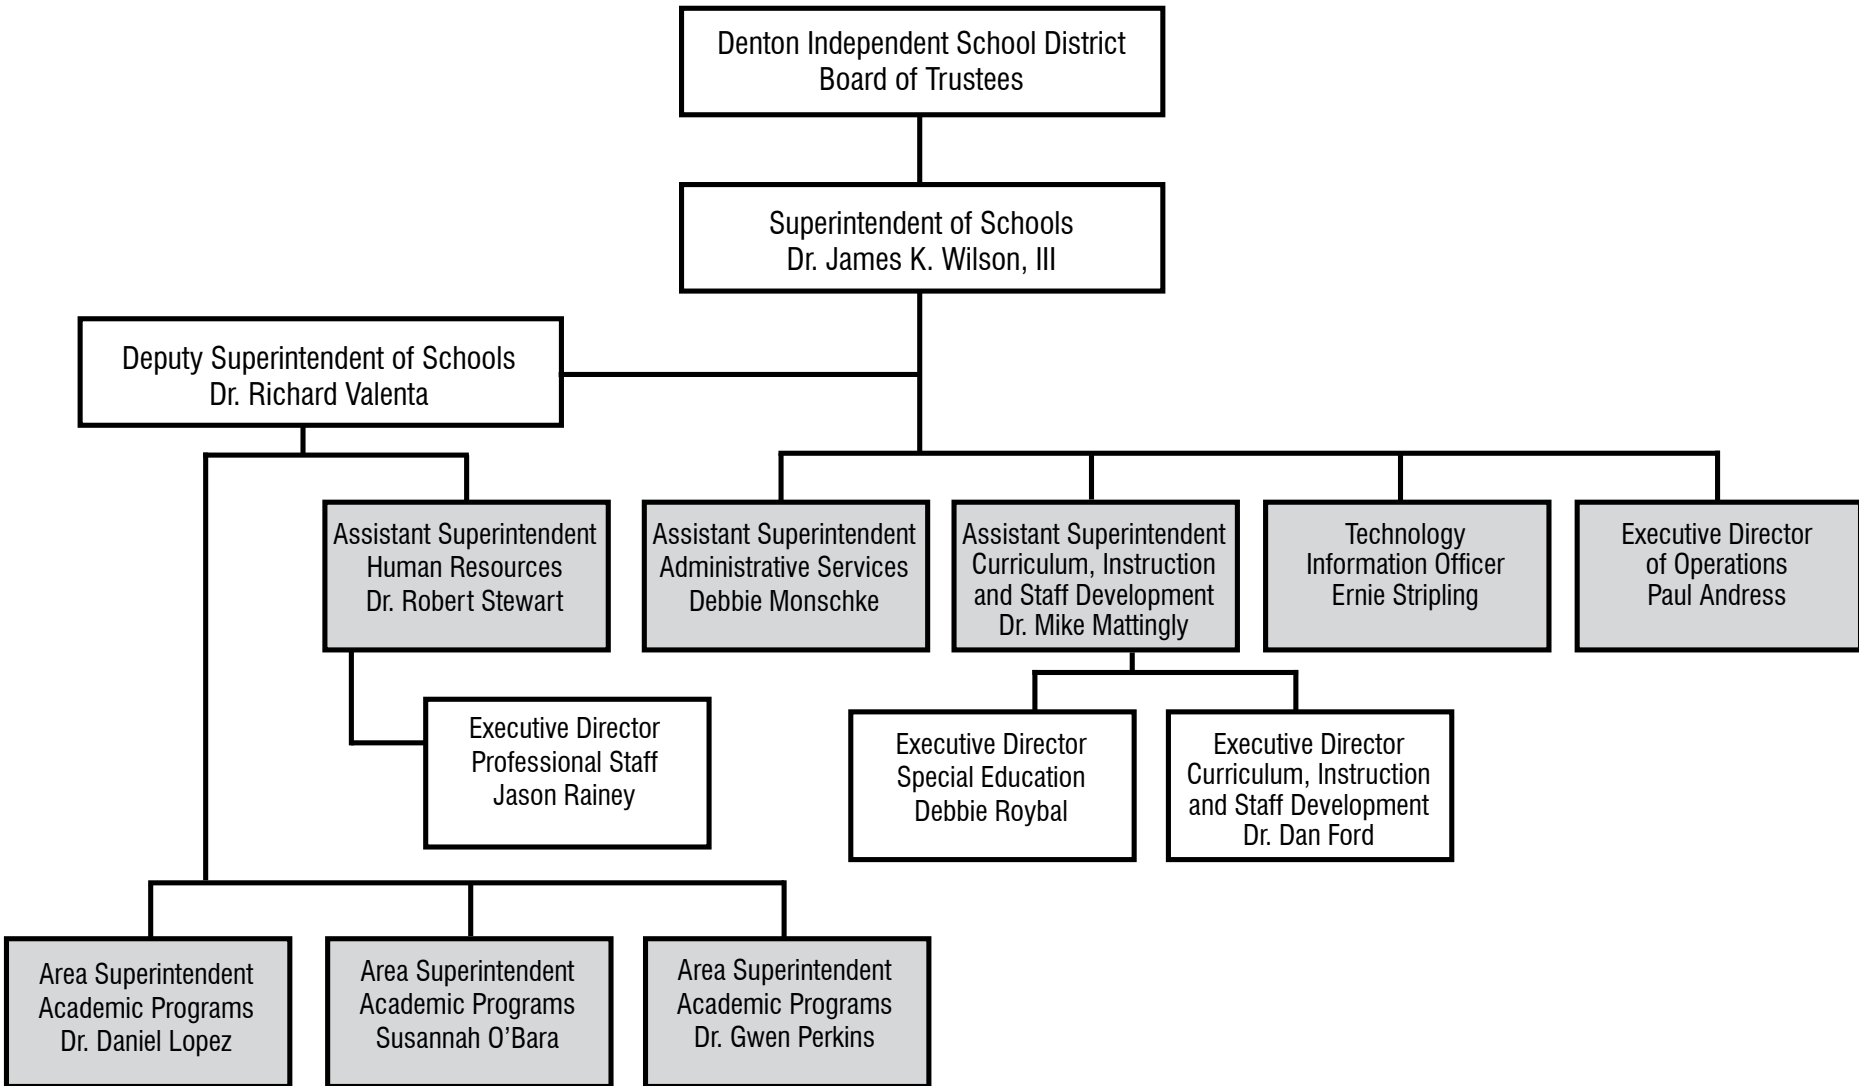 Denton Independent School District
Board of Trustees
Superintendent of Schools
Dr. James K. Wilson, III
Deputy Superintendent of Schools
Dr. Richard Valenta
Assistant Superintendent
Human Resources
Dr. Robert Stewart
Assistant Superintendent
Administrative Services
Debbie Monschke
Assistant Superintendent
Curriculum, Instruction
and Staff Development
Dr. Mike Mattingly
Technology
Information Officer
Ernie Stripling
Executive Director
of Operations
Paul Andress
Executive Director
Professional Staff
Jason Rainey
Executive Director
Special Education
Debbie Roybal
Executive Director
Curriculum, Instruction
and Staff Development
Dr. Dan Ford
Area Superintendent
Academic Programs
Dr. Daniel Lopez
Area Superintendent
Academic Programs
Susannah O’Bara
Area Superintendent
Academic Programs
Dr. Gwen Perkins